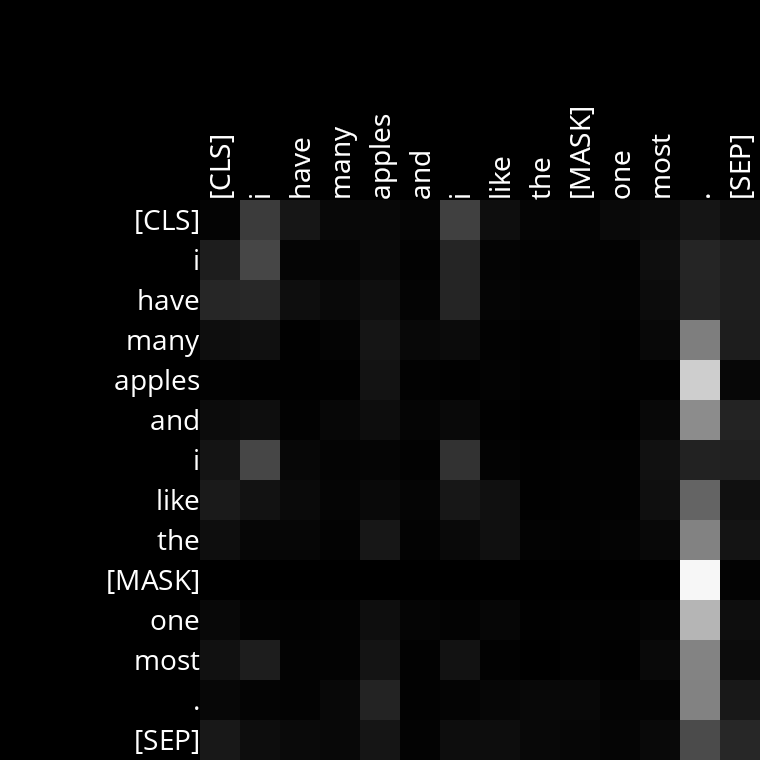 [CLS] i have many apples and i like the [MASK] one most . [SEP]
[CLS]
i
have
many
apples
and
i
like
the
[MASK]
one
most
.
[SEP]